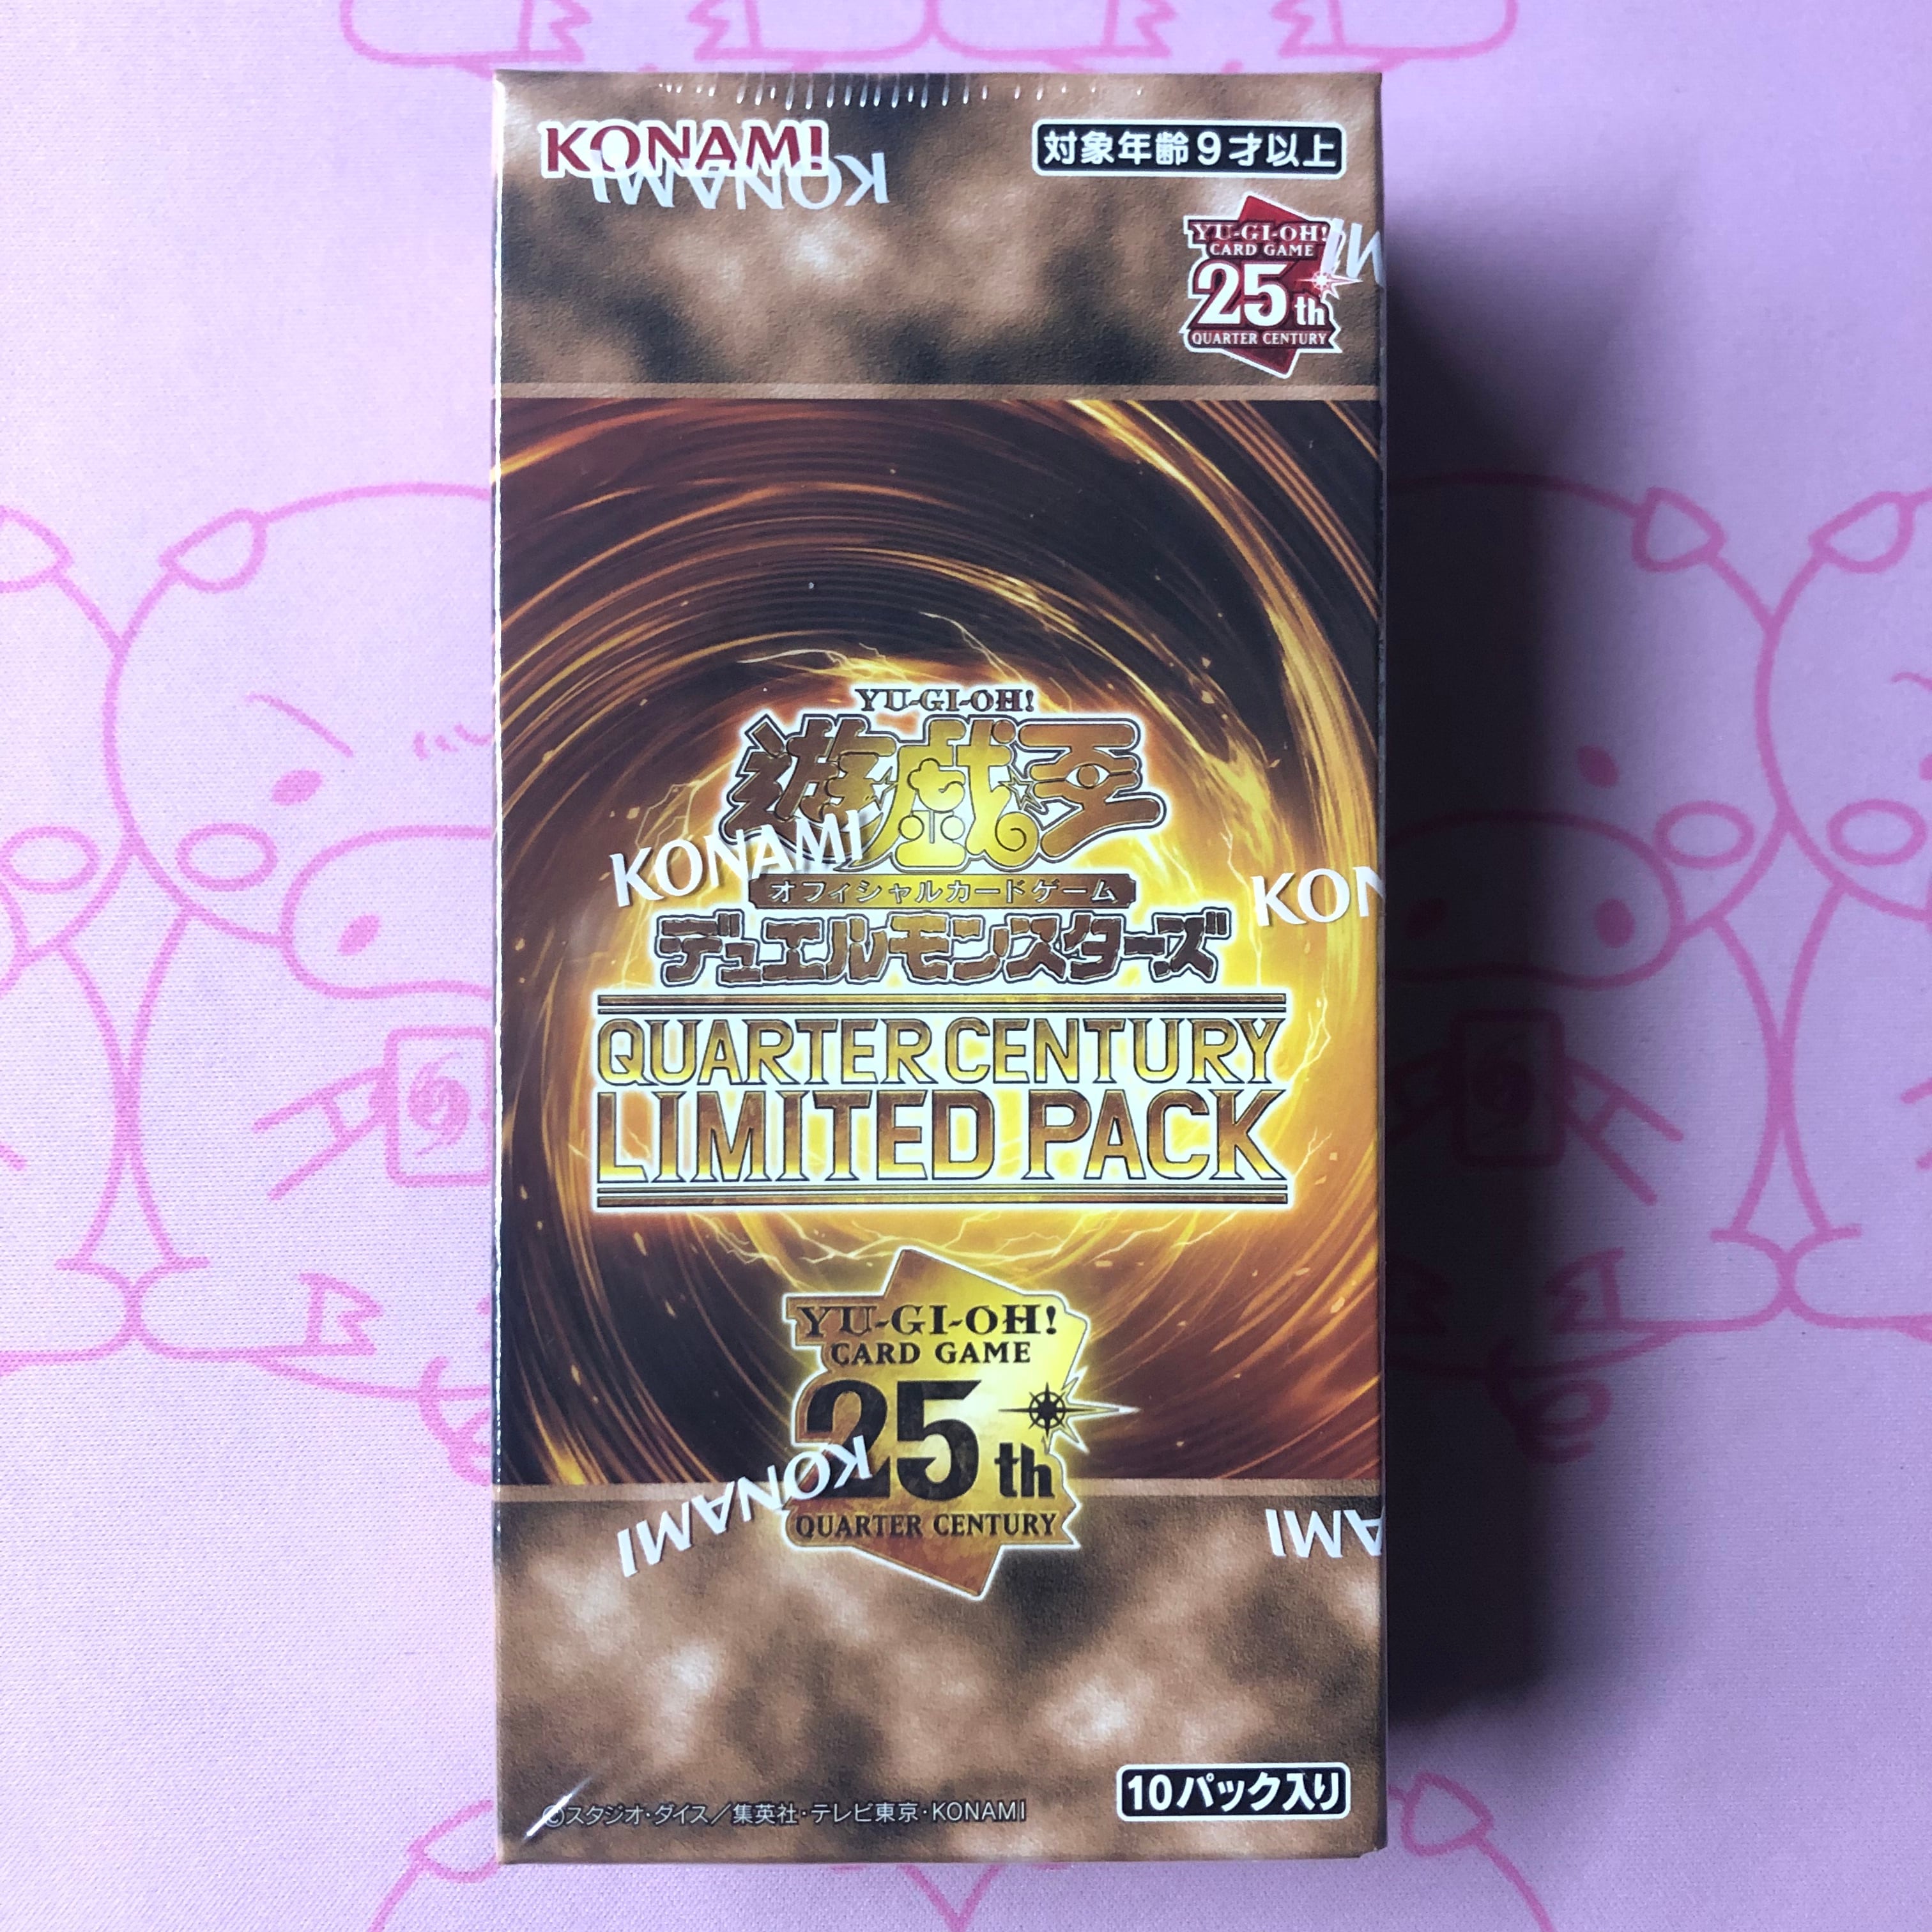 KONAMI
KONAMI
対象年齢9才以上
YU-GI-OH!
CARD GAME
25th
QUARTER CENTURY
YU-GI-OH!
遊戯王
KONAMI
オフィシャルカードゲーム
デュエルモンスターズ
QUARTER CENTURY
LIMITED PACK
YU-GI-OH!
CARD GAME
25th
KONAMI
QUARTER CENTURY
10パック入り
©スタジオ・ダイス/集英社・テレビ東京・KONAMI